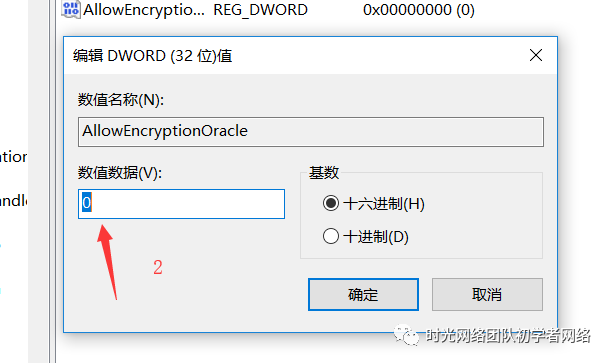 AllowEncryptio... REG_DWORD 0x00000000 (0)
编辑 DWORD (32 位)值
数值名称(N):
AllowEncryptionOracle
数值数据(V):
基数
0
十六进制(H)
十进制(D)
2
确定
取消
ation
andle
时光网络团队初学者网络